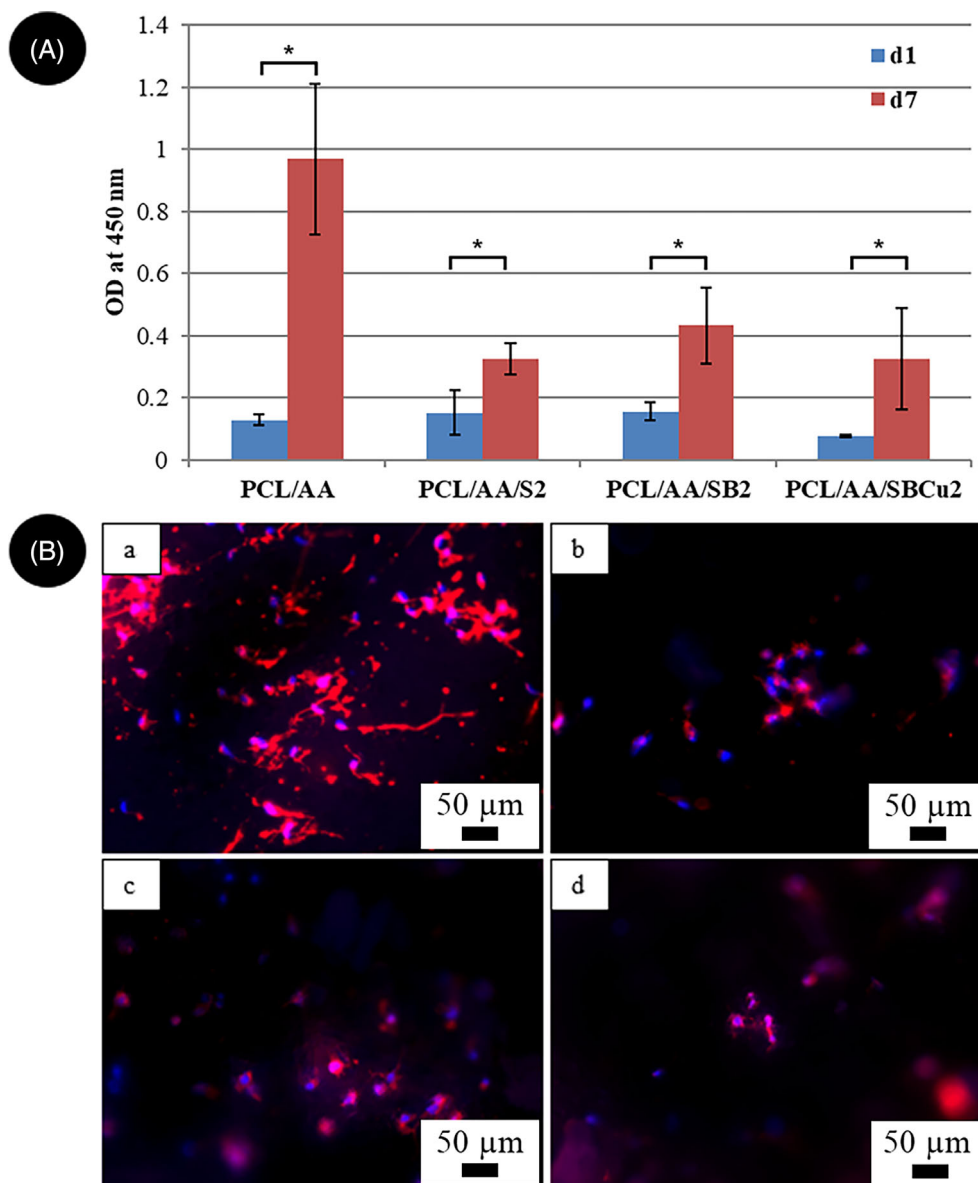 (A)
1.4
1.2
1
0.8
0.6
0.4
0.2
0
OD at 450 nm
d1
d7
*
*
*
*
PCL/AA
PCL/AA/S2
PCL/AA/SB2
PCL/AA/SBCu2
(B)
a
50 µm
b
50 µm
c
50 µm
d
50 µm